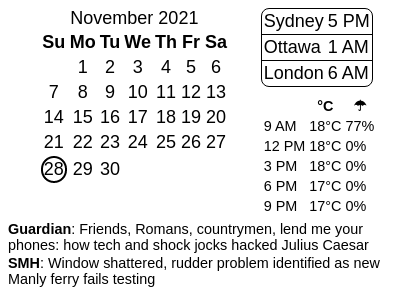 November 2021
Su Mo Tu We Th Fr Sa
1 2 3 4 5 6
7 8 9 10 11 12 13
14 15 16 17 18 19 20
21 22 23 24 25 26 27
28 29 30
Sydney 5 PM
Ottawa 1 AM
London 6 AM
°C ☂
9 AM 18°C 77%
12 PM 18°C 0%
3 PM 18°C 0%
6 PM 17°C 0%
9 PM 17°C 0%
Guardian: Friends, Romans, countrymen, lend me your
phones: how tech and shock jocks hacked Julius Caesar
SMH: Window shattered, rudder problem identified as new
Manly ferry fails testing